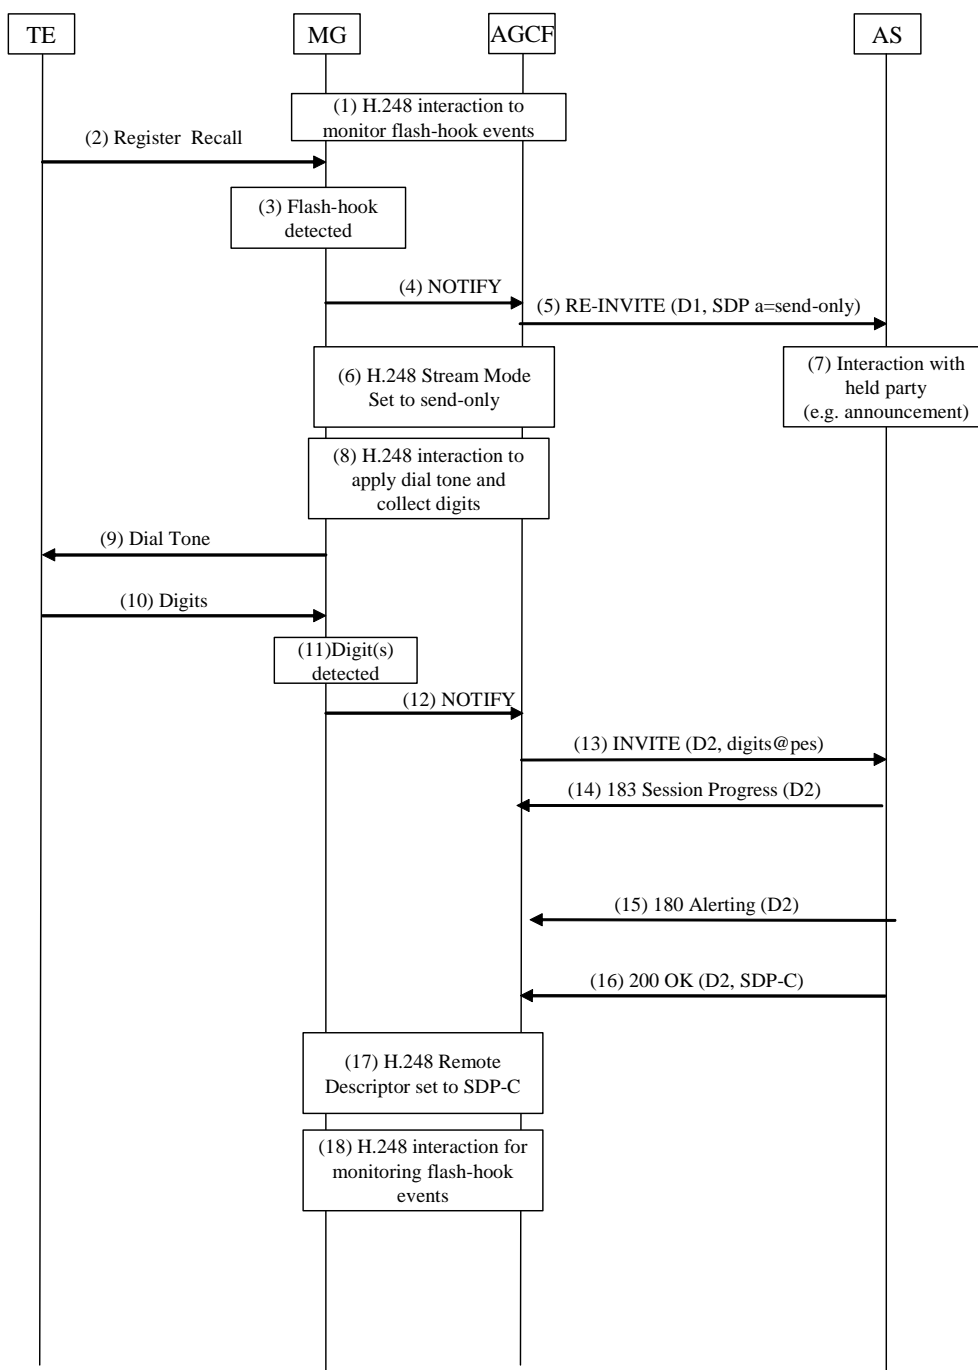 TE
MG
AGCF
AS
(1) H.248 interaction to
monitor flash-hook events
(2) Register Recall
(3) Flash-hook
detected
(4) NOTIFY
(5) RE-INVITE (D1, SDP a=send-only)
(6) H.248 Stream Mode
Set to send-only
(7) Interaction with
held party
(e.g. announcement)
(8) H.248 interaction to
apply dial tone and
collect digits
(9) Dial Tone
(10) Digits
(11)Digit(s)
detected
(12) NOTIFY
(13) INVITE (D2, digits@pes)
(14) 183 Session Progress (D2)
(15) 180 Alerting (D2)
(16) 200 OK (D2, SDP-C)
(17) H.248 Remote
Descriptor set to SDP-C
(18) H.248 interaction for
monitoring flash-hook
events